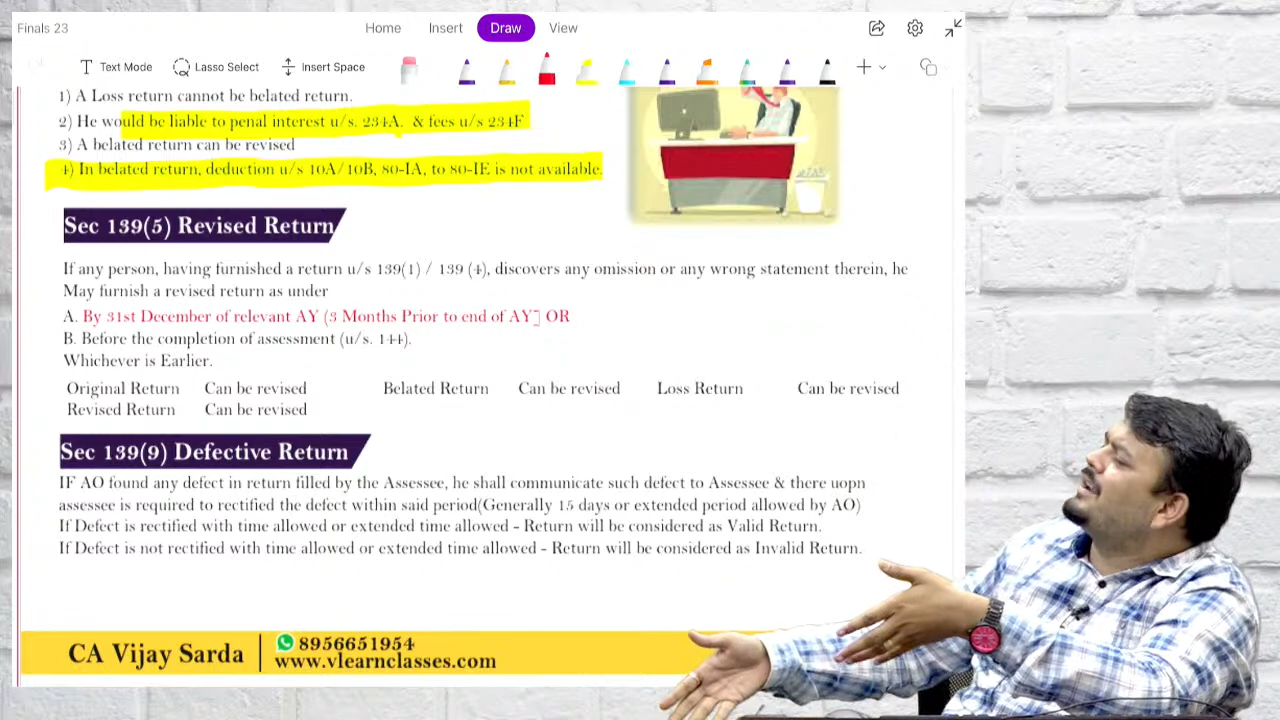 Finals 23
Home Insert Draw View
Text Mode Lasso Select Insert Space
1) A Loss return cannot be belated return.
2) He would be liable to penal interest u/s. 234A. & fees u/s 234F
3) A belated return can be revised
4) In belated return, deduction u/s 10A/10B, 80-IA, to 80-IE is not available.
Sec 139(5) Revised Return
If any person, having furnished a return u/s 139(1) / 139 (4), discovers any omission or any wrong statement therein, he
May furnish a revised return as under
A. By 31st December of relevant AY (3 Months Prior to end of AY] OR
B. Before the completion of assessment (u/s. 144).
Whichever is Earlier.
Original Return Can be revised Belated Return Can be revised Loss Return Can be revised
Revised Return Can be revised
Sec 139(9) Defective Return
IF AO found any defect in return filled by the Assessee, he shall communicate such defect to Assessee & there uopn
assessee is required to rectified the defect within said period(Generally 15 days or extended period allowed by AO)
If Defect is rectified with time allowed or extended time allowed - Return will be considered as Valid Return.
If Defect is not rectified with time allowed or extended time allowed - Return will be considered as Invalid Return.
CA Vijay Sarda
8956651954
www.vlearnclasses.com